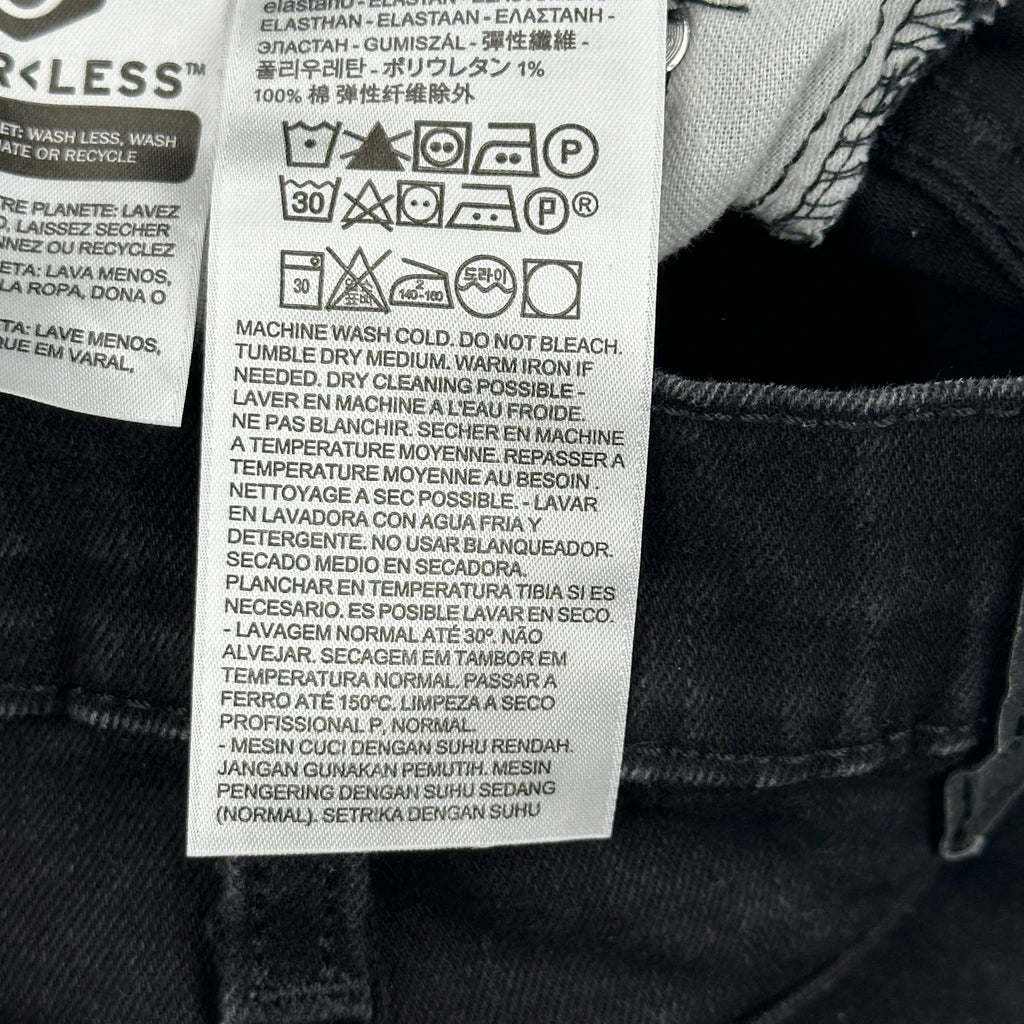 R<LESS™
ET: WASH LESS, WASH
ATE OR RECYCLE
TRE PLANETE: LAVEZ
D, LAISSEZ SECHER
NNEZ OU RECYCLEZ
ETA: LAVA MENOS,
LA ROPA, DONA O
TA: LAVE MENOS,
QUE EM VARAL,
ELASTHAN - ELASTAAN - ΕΛΑΣΤΑΝΗ -
ЭЛАСТАН - GUMISZÁL - 彈性纖維 -
폴리우레탄 - ポリウレタン 1%
100% 棉 弹性纤维除外
P
30
P®
30
표백
2
140-160
드라이
MACHINE WASH COLD. DO NOT BLEACH.
TUMBLE DRY MEDIUM. WARM IRON IF
NEEDED. DRY CLEANING POSSIBLE -
LAVER EN MACHINE A L'EAU FROIDE.
NE PAS BLANCHIR. SECHER EN MACHINE
A TEMPERATURE MOYENNE. REPASSER A
TEMPERATURE MOYENNE AU BESOIN .
NETTOYAGE A SEC POSSIBLE. - LAVAR
EN LAVADORA CON AGUA FRIA Y
DETERGENTE. NO USAR BLANQUEADOR.
SECADO MEDIO EN SECADORA.
PLANCHAR EN TEMPERATURA TIBIA SI ES
NECESARIO. ES POSIBLE LAVAR EN SECO.
- LAVAGEM NORMAL ATÉ 30º. NÃO
ALVEJAR. SECAGEM EM TAMBOR EM
TEMPERATURA NORMAL. PASSAR A
FERRO ATÉ 150ºC. LIMPEZA A SECO
PROFISSIONAL P, NORMAL.
- MESIN CUCI DENGAN SUHU RENDAH.
JANGAN GUNAKAN PEMUTIH. MESIN
PENGERING DENGAN SUHU SEDANG
(NORMAL). SETRIKA DENGAN SUHU